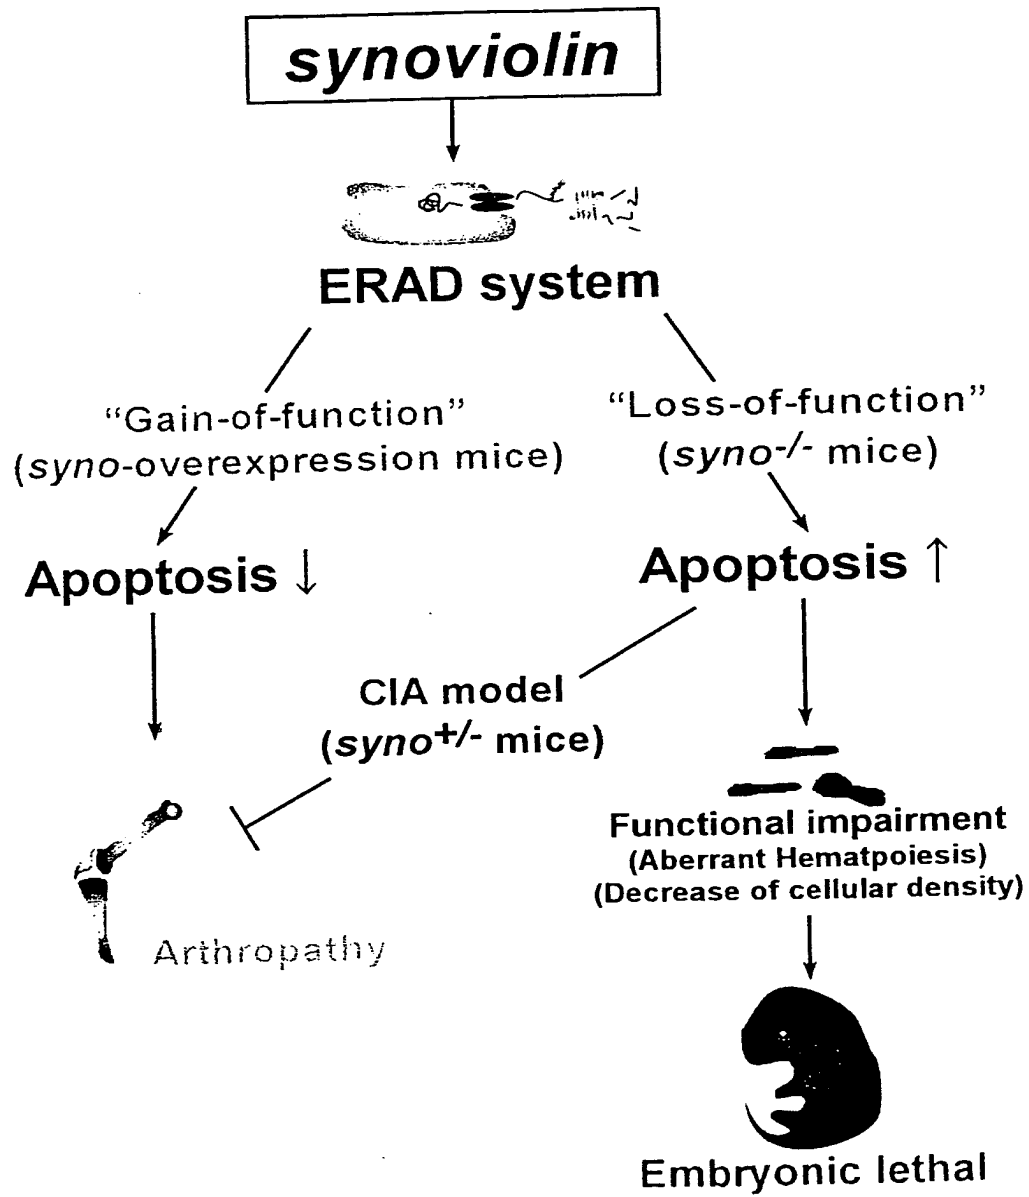 synoviolin
ERAD system
“Gain-of-function”
(syno-overexpression mice)
“Loss-of-function”
(syno-/- mice)
Apoptosis ↓
Apoptosis ↑
CIA model
(syno+/- mice)
Functional impairment
(Aberrant Hematpoiesis)
(Decrease of cellular density)
Arthropathy
Embryonic lethal